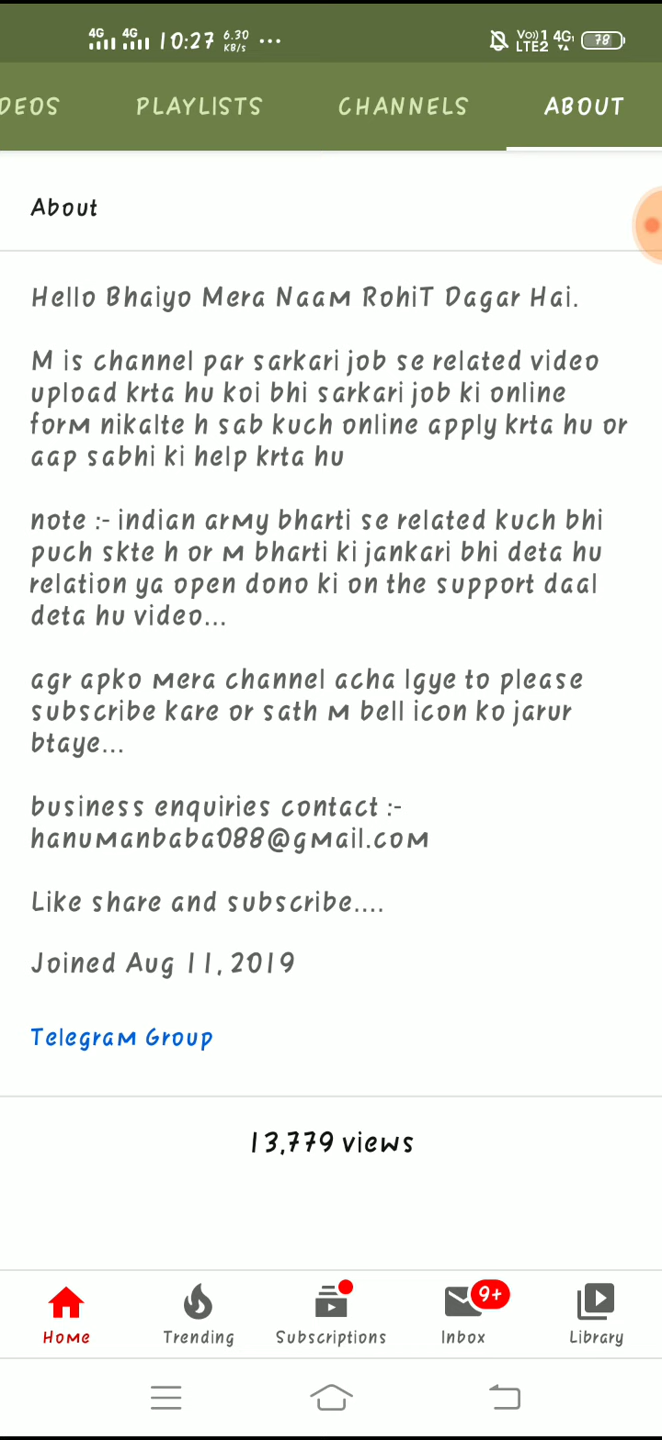 4G 4G 10:27 6.30 KB/s ... Vo)) 1 LTE2 4G 78
DEOS PLAYLISTS CHANNELS ABOUT
About
Hello Bhaiyo Mera Naam RohiT Dagar Hai.
M is channel par sarkari job se related video
upload krta hu koi bhi sarkari job ki online
form nikalte h sab kuch online apply krta hu or
aap sabhi ki help krta hu
note :- indian army bharti se related kuch bhi
puch skte h or m bharti ki jankari bhi deta hu
relation ya open dono ki on the support daal
deta hu video...
agr apko mera channel acha lgye to please
subscribe kare or sath m bell icon ko jarur
btaye...
business enquiries contact :-
hanumanbaba088@gmail.com
Like share and subscribe....
Joined Aug 11, 2019
Telegram Group
13,779 views
9+
Home Trending Subscriptions Inbox Library